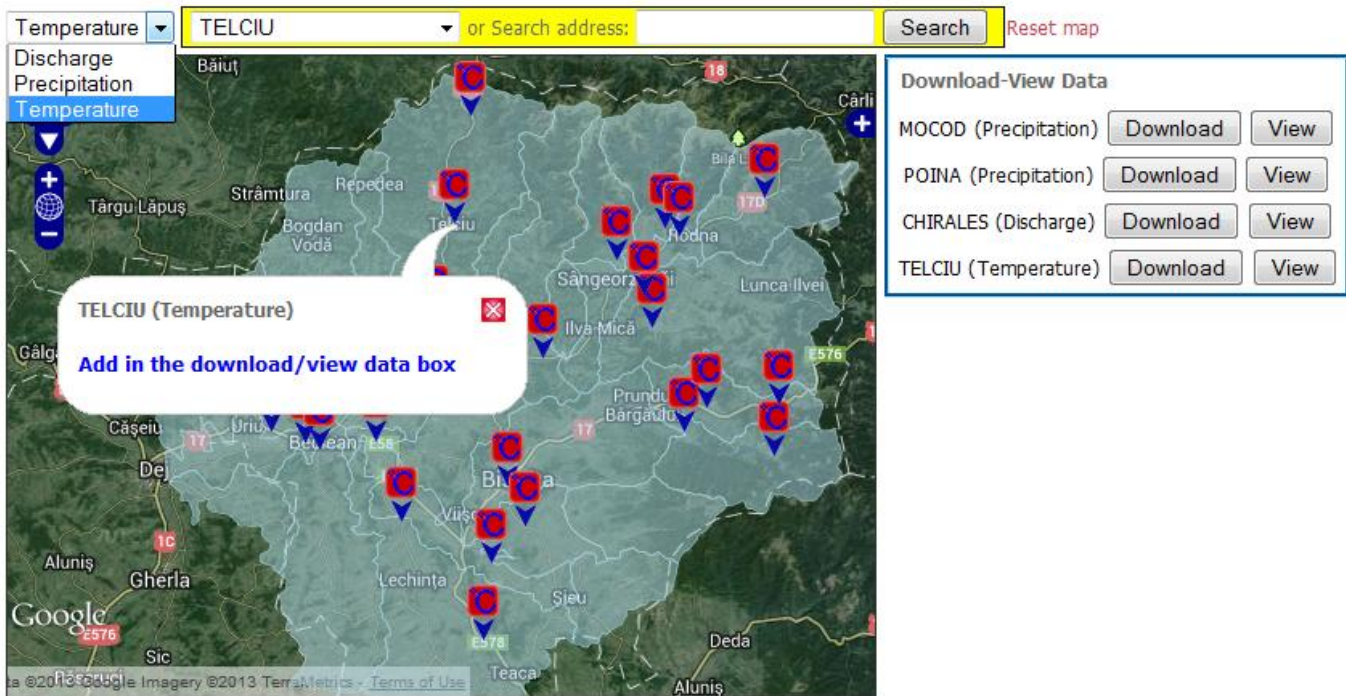 Temperature TELCIU or Search address: Search Reset map
Discharge
Precipitation
Temperature
Download-View Data
MOCOD (Precipitation) Download View
POINA (Precipitation) Download View
CHIRALES (Discharge) Download View
TELCIU (Temperature) Download View
Băiuț
18
Cârli
Strâmtura
Repedea
Târgu Lăpuș
Bogdan
Vodă
Telciu
17D
Rodna
Lunca Ilvei
Ilva Mică
E576
TELCIU (Temperature)
Add in the download/view data box
Prundu
Bârgăului
Cășeiu
Uriu
17
E58
17
Dej
1C
Aluniș
Gherla
Lechința
Șieu
Google
E576
E578
Deda
Sic
Teaca
Aluniș
Imagery ©2013 TerraMetrics - Terms of Use